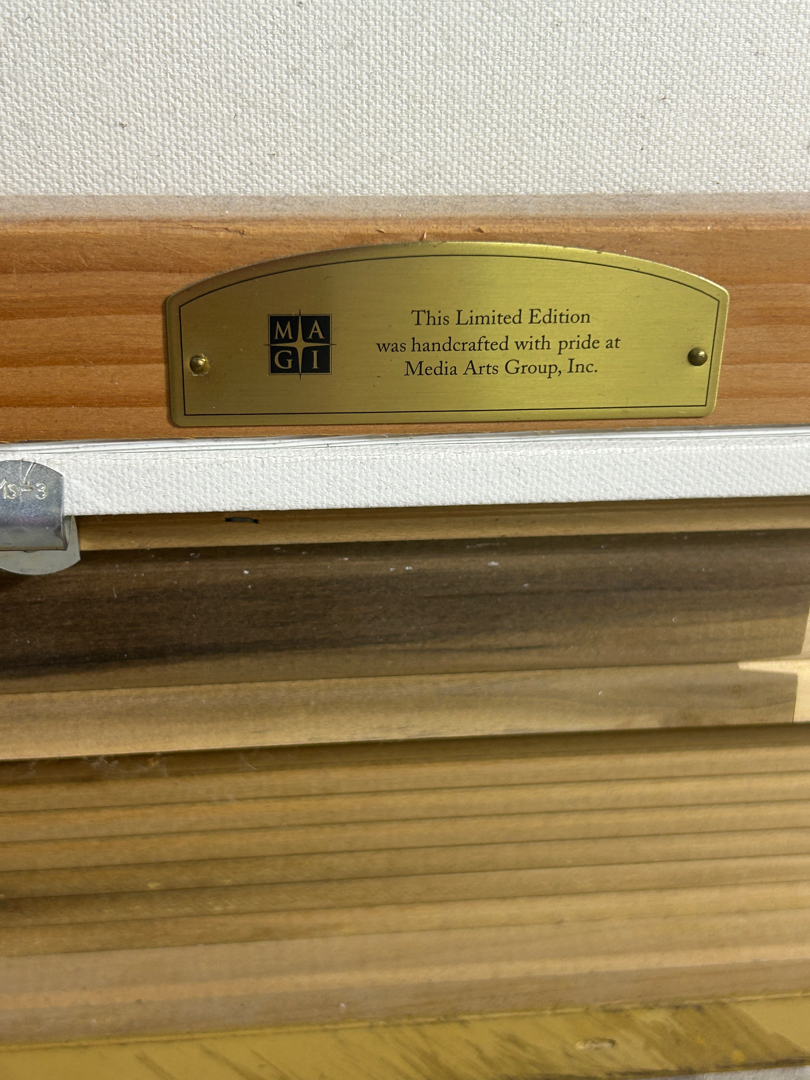 MA
GI
This Limited Edition
was handcrafted with pride at
Media Arts Group, Inc.